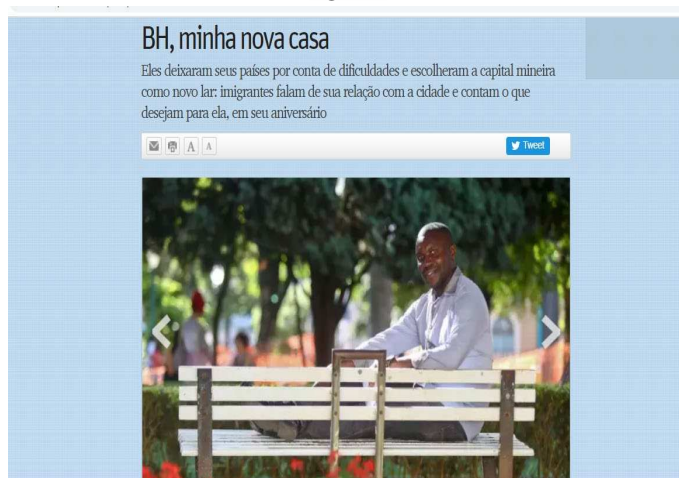 BH, minha nova casa
Eles deixaram seus países por conta de dificuldades e escolheram a capital mineira
como novo lar: imigrantes falam de sua relação com a cidade e contam o que
desejam para ela, em seu aniversário
A A Tweet